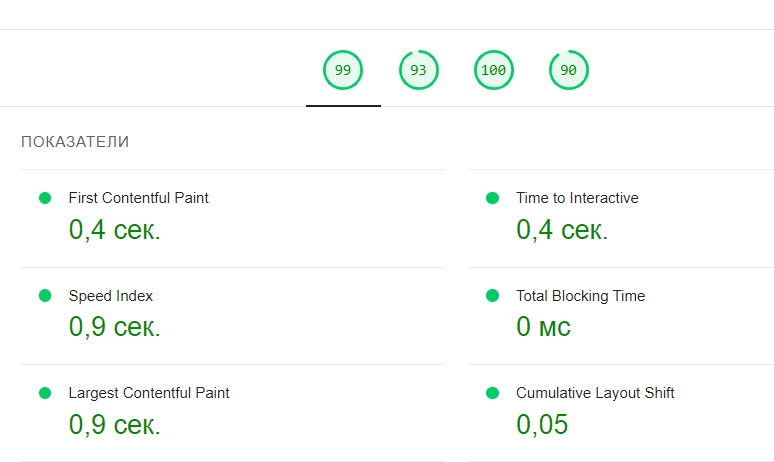 99 93 100 90
ПОКАЗАТЕЛИ
First Contentful Paint
0,4 сек.
Time to Interactive
0,4 сек.
Speed Index
0,9 сек.
Total Blocking Time
0 мс
Largest Contentful Paint
0,9 сек.
Cumulative Layout Shift
0,05